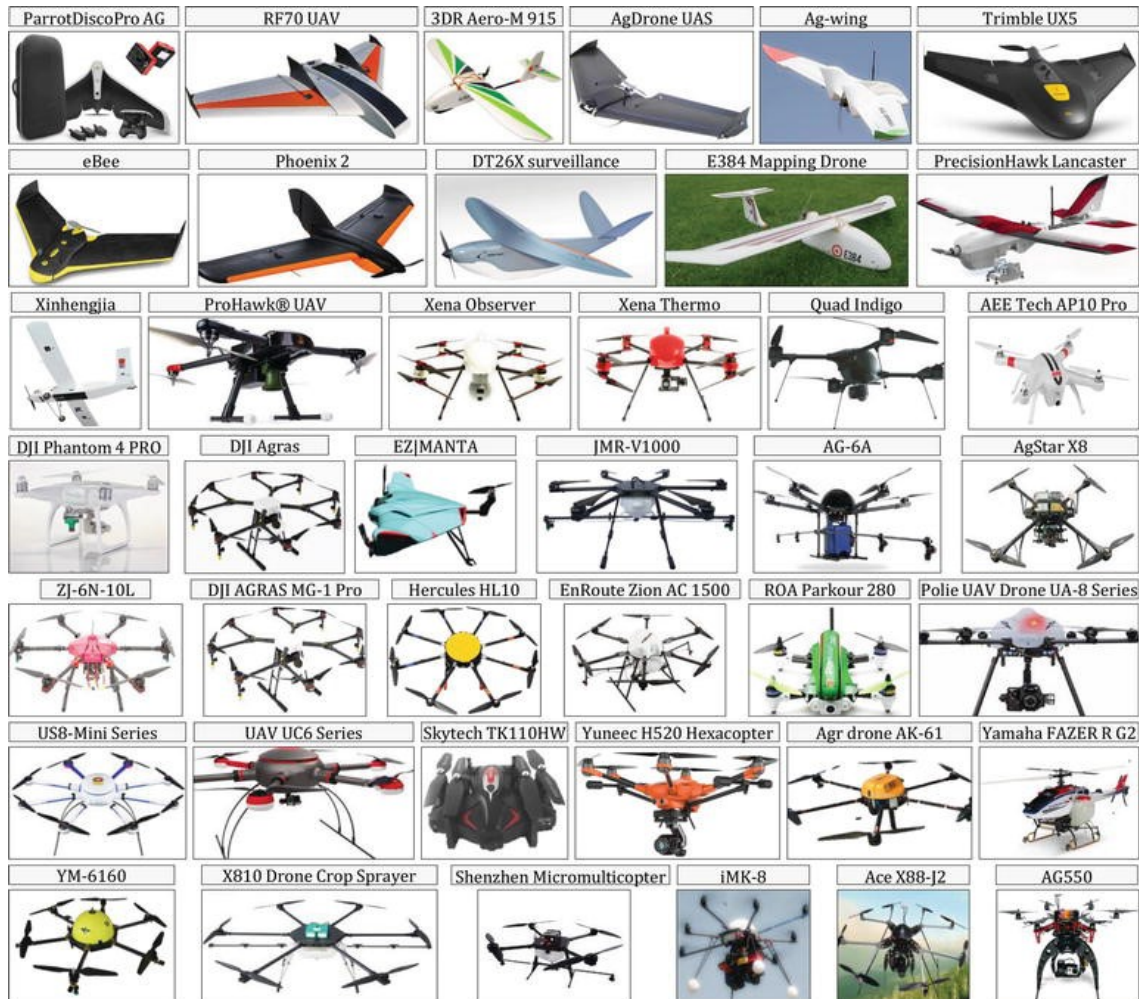 ParrotDiscoPro AG
RF70 UAV
3DR Aero-M 915
AgDrone UAS
Ag-wing
Trimble UX5
eBee
Phoenix 2
DT26X surveillance
E384 Mapping Drone
PrecisionHawk Lancaster
E384
Xinhengjia
ProHawk® UAV
Xena Observer
Xena Thermo
Quad Indigo
AEE Tech AP10 Pro
DJI Phantom 4 PRO
DJI Agras
EZ|MANTA
JMR-V1000
AG-6A
AgStar X8
ZJ-6N-10L
DJI AGRAS MG-1 Pro
Hercules HL10
EnRoute Zion AC 1500
ROA Parkour 280
Polie UAV Drone UA-8 Series
US8-Mini Series
UAV UC6 Series
Skytech TK110HW
Yuneec H520 Hexacopter
Agr drone AK-61
Yamaha FAZER R G2
YM-6160
X810 Drone Crop Sprayer
Shenzhen Micromulticopter
iMK-8
Ace X88-J2
AG550